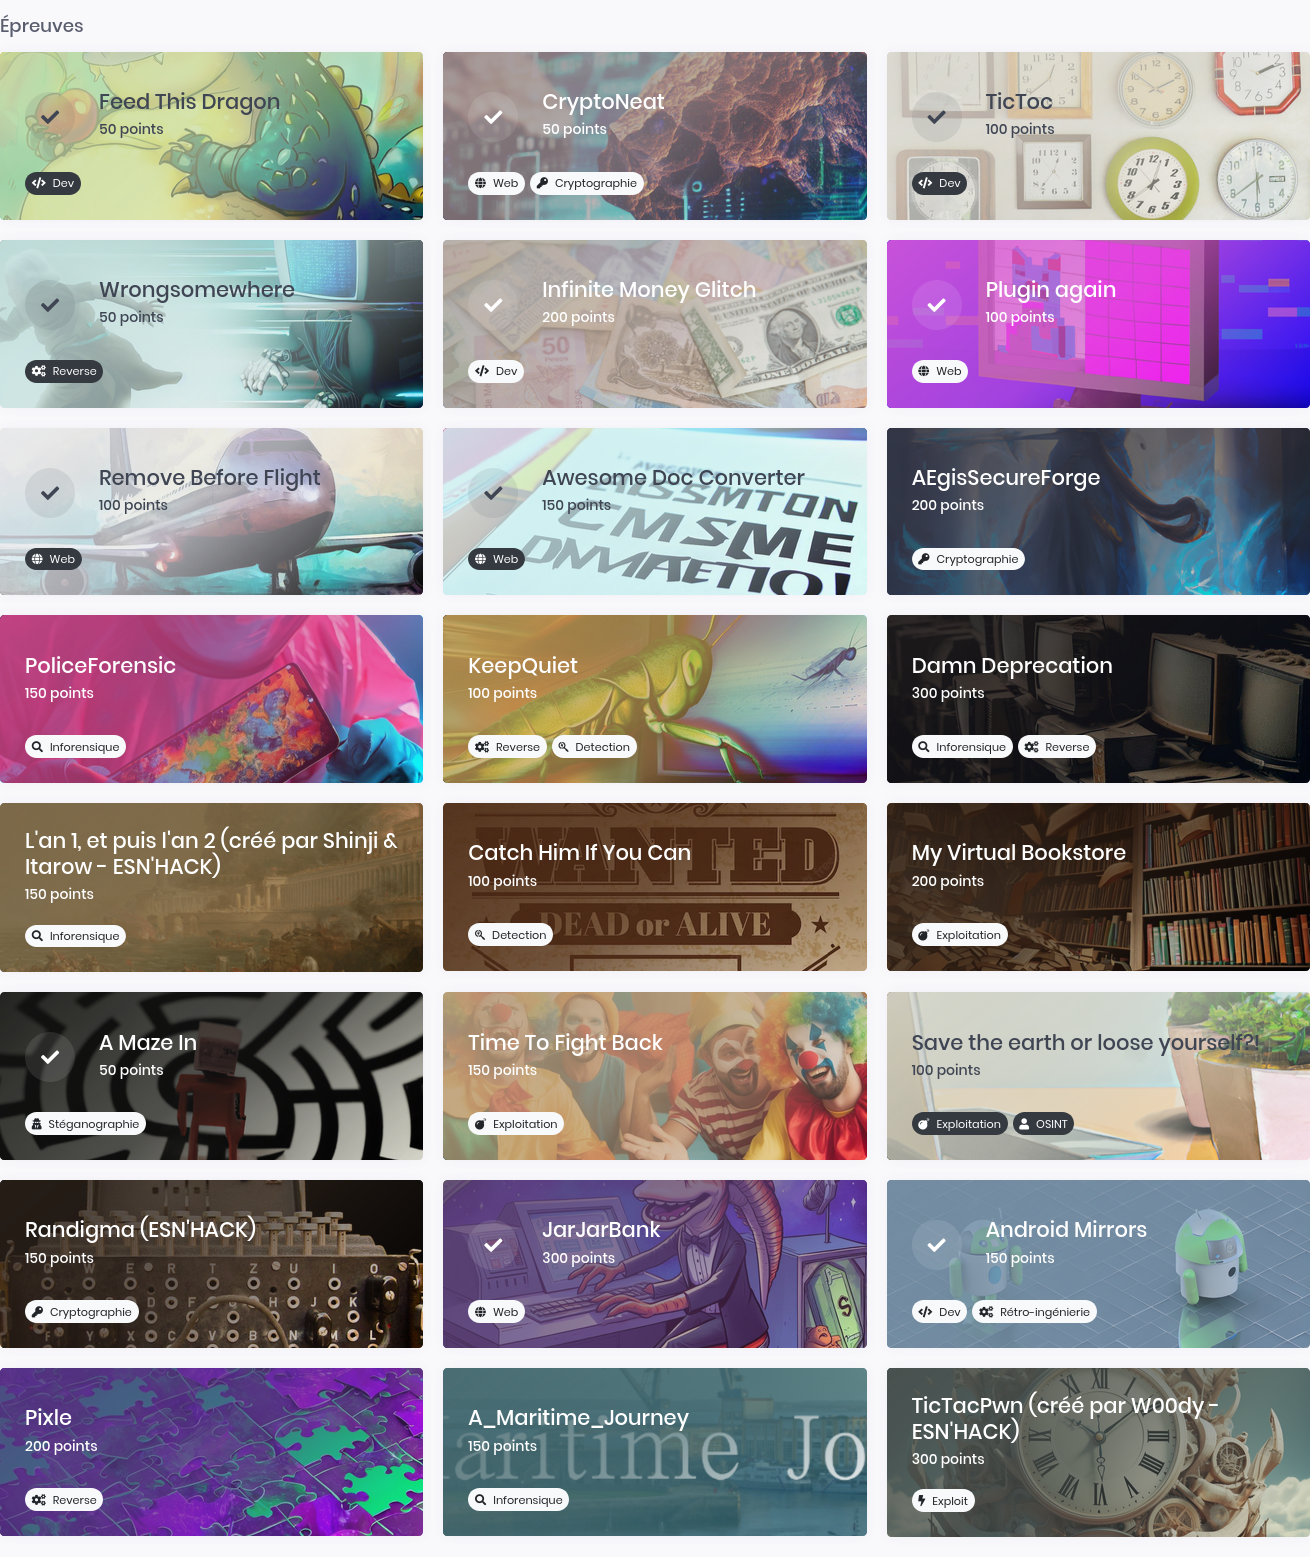 Épreuves
Feed This Dragon
50 points
Dev
CryptoNeat
50 points
Web Cryptographie
TicToc
100 points
Dev
Wrongsomewhere
50 points
Reverse
Infinite Money Glitch
200 points
Dev
Plugin again
100 points
Web
Remove Before Flight
100 points
Web
Awesome Doc Converter
150 points
Web
AEgisSecureForge
200 points
Cryptographie
PoliceForensic
150 points
Inforensique
KeepQuiet
100 points
Reverse Detection
Damn Deprecation
300 points
Inforensique Reverse
L'an 1, et puis l'an 2 (créé par Shinji &
Itarow - ESN'HACK)
150 points
Inforensique
WANTED
Catch Him If You Can
100 points
DEAD or ALIVE
Detection
My Virtual Bookstore
200 points
Exploitation
A Maze In
50 points
Stéganographie
Time To Fight Back
150 points
Exploitation
Save the earth or loose yourself?!
100 points
Exploitation OSINT
Randigma (ESN'HACK)
150 points
Cryptographie
JarJarBank
300 points
Web
Android Mirrors
150 points
Dev Rétro-ingénierie
Pixle
200 points
Reverse
A_Maritime_Journey
150 points
aritime Jo
Inforensique
TicTacPwn (créé par W00dy -
ESN'HACK)
300 points
Exploit